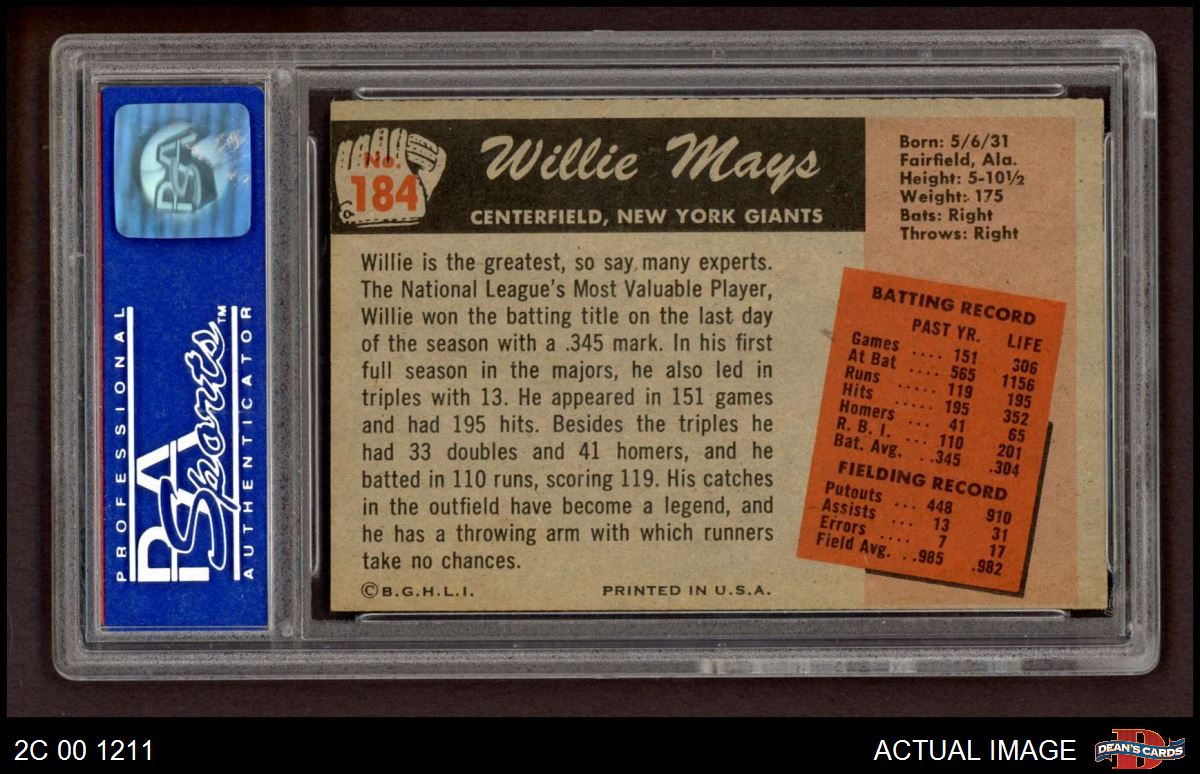 PSA
PROFESSIONAL
PSA
Sports™
AUTHENTICATOR
No.
184
Willie Mays
CENTERFIELD, NEW YORK GIANTS
Willie is the greatest, so say many experts.
The National League's Most Valuable Player,
Willie won the batting title on the last day
of the season with a .345 mark. In his first
full season in the majors, he also led in
triples with 13. He appeared in 151 games
and had 195 hits. Besides the triples he
had 33 doubles and 41 homers, and he
batted in 110 runs, scoring 119. His catches
in the outfield have become a legend, and
he has a throwing arm with which runners
take no chances.
©B.G.H.L.I.
PRINTED IN U.S.A.
Born: 5/6/31
Fairfield, Ala.
Height: 5-10½
Weight: 175
Bats: Right
Throws: Right
BATTING RECORD
PAST YR. LIFE
Games .... 151 306
At Bat .... 565 1156
Runs ..... 119 195
Hits ..... 195 352
Homers ... 41 65
R. B. I. ... 110 201
Bat. Avg. ..345 .304
FIELDING RECORD
Putouts ... 448 910
Assists ... 13 31
Errors ... 7 17
Field Avg. ..985 .982
2C 00 1211
ACTUAL IMAGE
D
DEAN'S CARDS